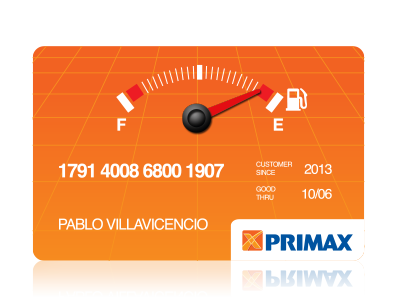 F E
1791 4008 6800 1907
CUSTOMER SINCE 2013
GOOD THRU 10/06
PABLO VILLAVICENCIO
PRIMAX